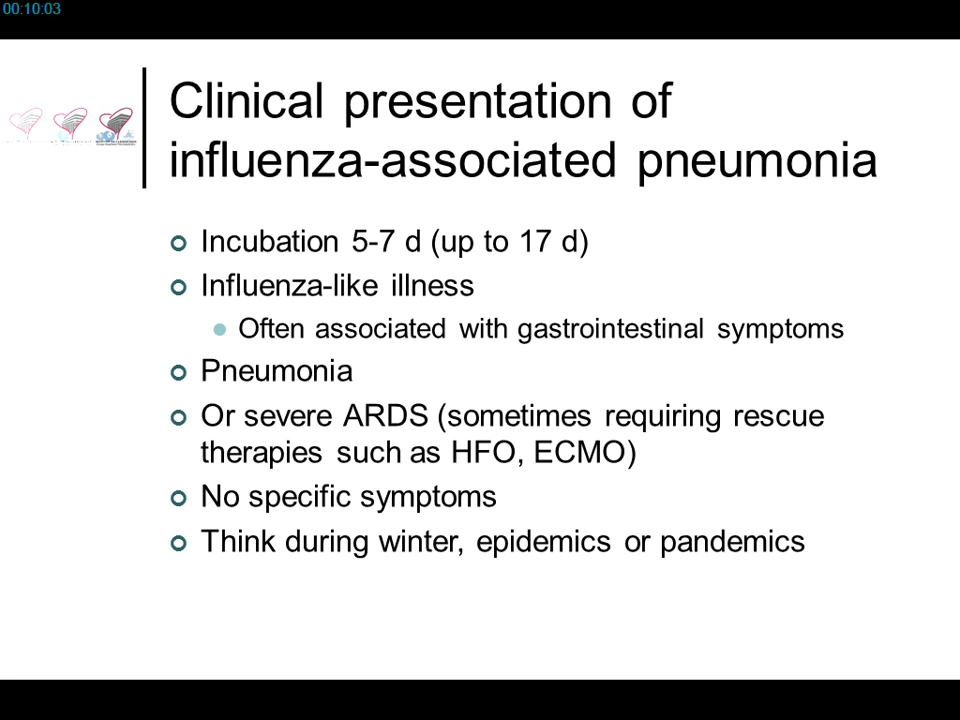 00:10:03
Clinical presentation of
influenza-associated pneumonia
Incubation 5-7 d (up to 17 d)
Influenza-like illness
Often associated with gastrointestinal symptoms
Pneumonia
Or severe ARDS (sometimes requiring rescue
therapies such as HFO, ECMO)
No specific symptoms
Think during winter, epidemics or pandemics